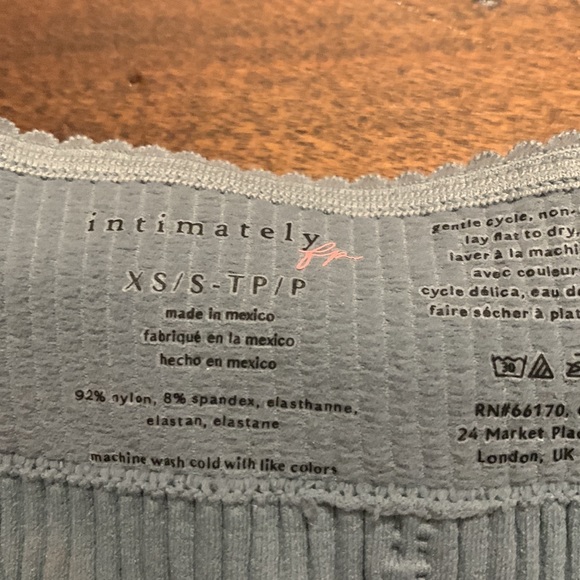 intimately
fp
XS/S-TP/P
made in mexico
fabriqué en la mexico
hecho en mexico
92% nylon, 8% spandex, elasthanne,
elastan, elastane
machine wash cold with like colors
gentle cycle, non-
lay flat to dry,
laver à la machi
avec couleur
cycle délica, eau de
faire sécher à plat
30
RN#66170,
24 Market Pla
London, UK